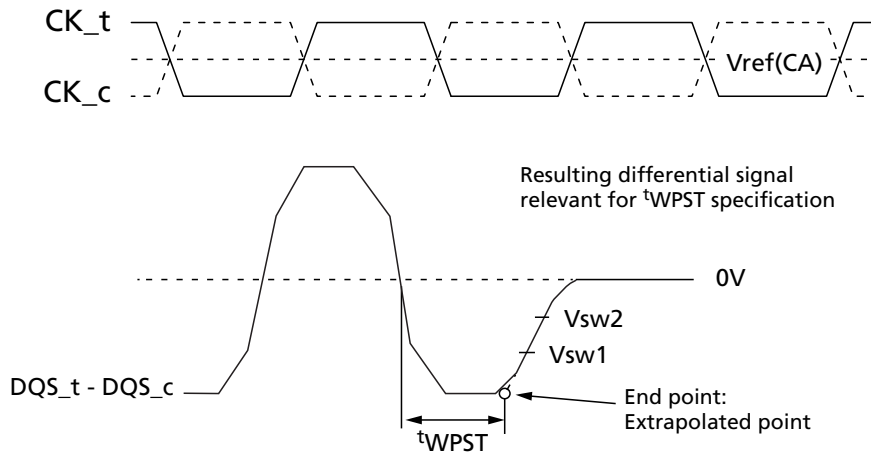 CK_t
Vref(CA)
CK_c
Resulting differential signal
relevant for tWPST specification
0V
Vsw2
Vsw1
DQS_t - DQS_c
End point:
Extrapolated point
tWPST